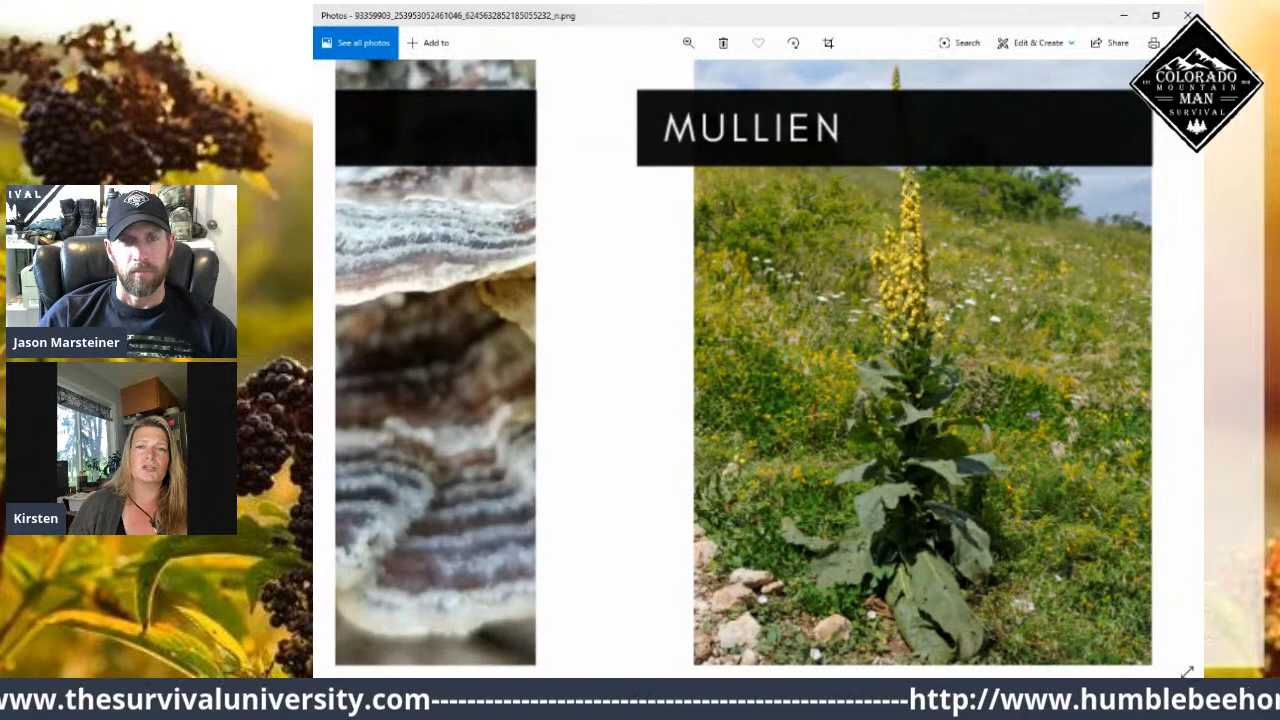 Photos - 93359903_253953052461046_6245632852185055232_n.png
See all photos
Add to
Search
Edit & Create
Share
COLORADO
MOUNTAIN
MAN
SURVIVAL
MULLIEN
IVAL
Jason Marsteiner
Kirsten
www.thesurvivaluniversity.com--------------------------------------------------http://www.humblebeeho